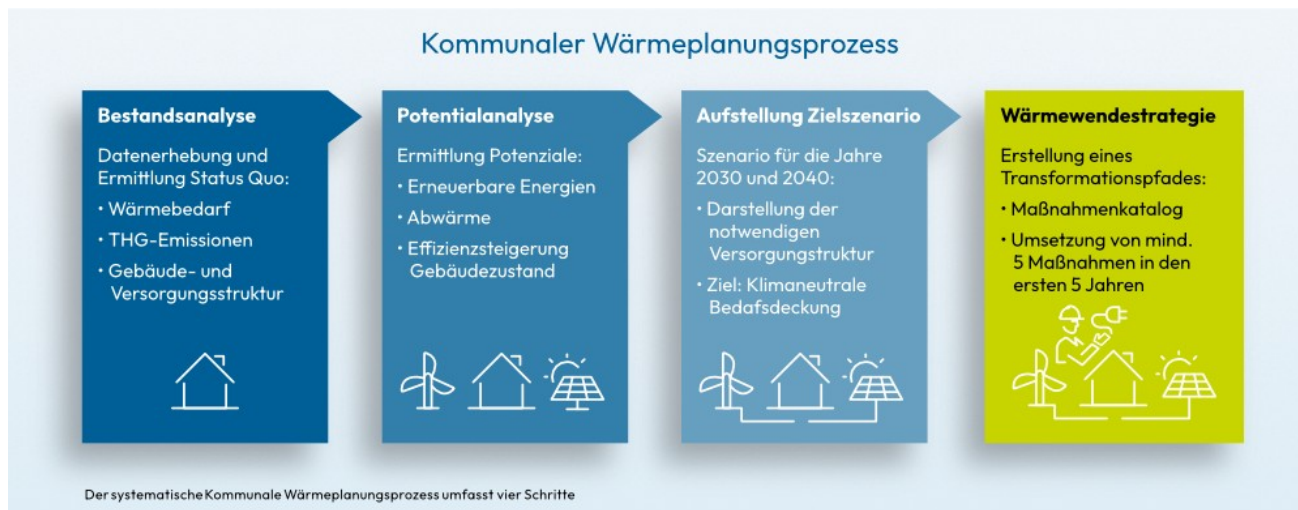 Kommunaler Wärmeplanungsprozess
Bestandsanalyse
Datenerhebung und
Ermittlung Status Quo:
• Wärmebedarf
• THG-Emissionen
• Gebäude- und
Versorgungsstruktur
Potentialanalyse
Ermittlung Potenziale:
• Erneuerbare Energien
• Abwärme
• Effizienzsteigerung
Gebäudezustand
Aufstellung Zielszenario
Szenario für die Jahre
2030 und 2040:
• Darstellung der
notwendigen
Versorgungstruktur
• Ziel: Klimaneutrale
Bedafsdeckung
Wärmewendestrategie
Erstellung eines
Transformationspfades:
• Maßnahmenkatalog
• Umsetzung von mind.
5 Maßnahmen in den
ersten 5 Jahren
Der systematische Kommunale Wärmeplanungsprozess umfasst vier Schritte